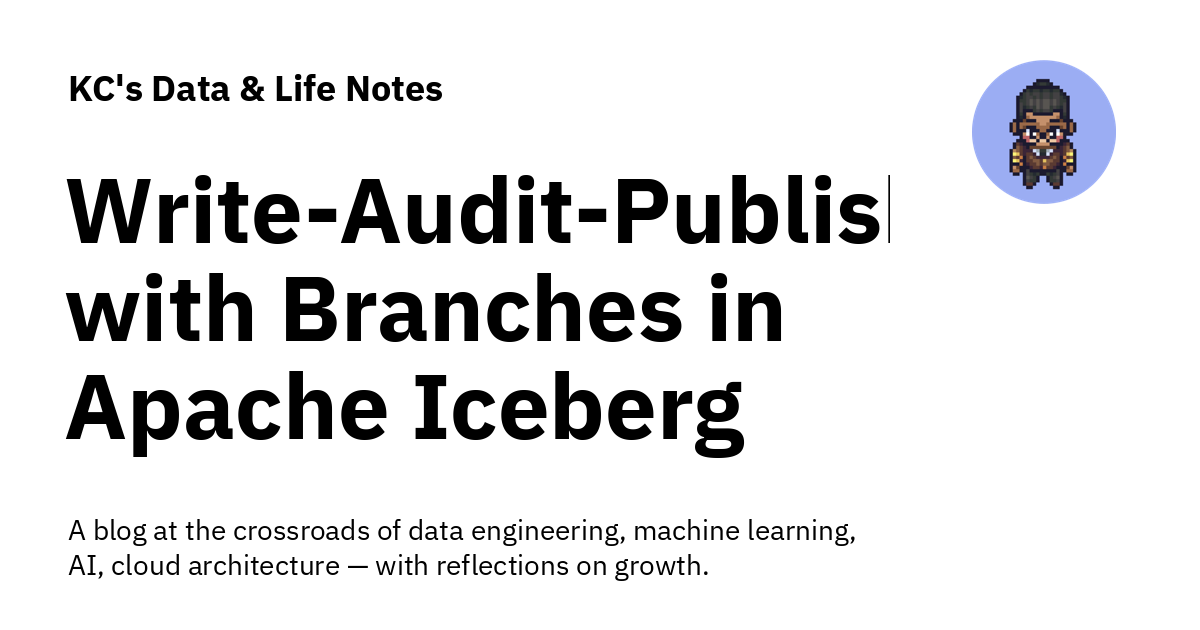 KC's Data & Life Notes
Write-Audit-Publis
with Branches in
Apache Iceberg
A blog at the crossroads of data engineering, machine learning,
AI, cloud architecture — with reflections on growth.